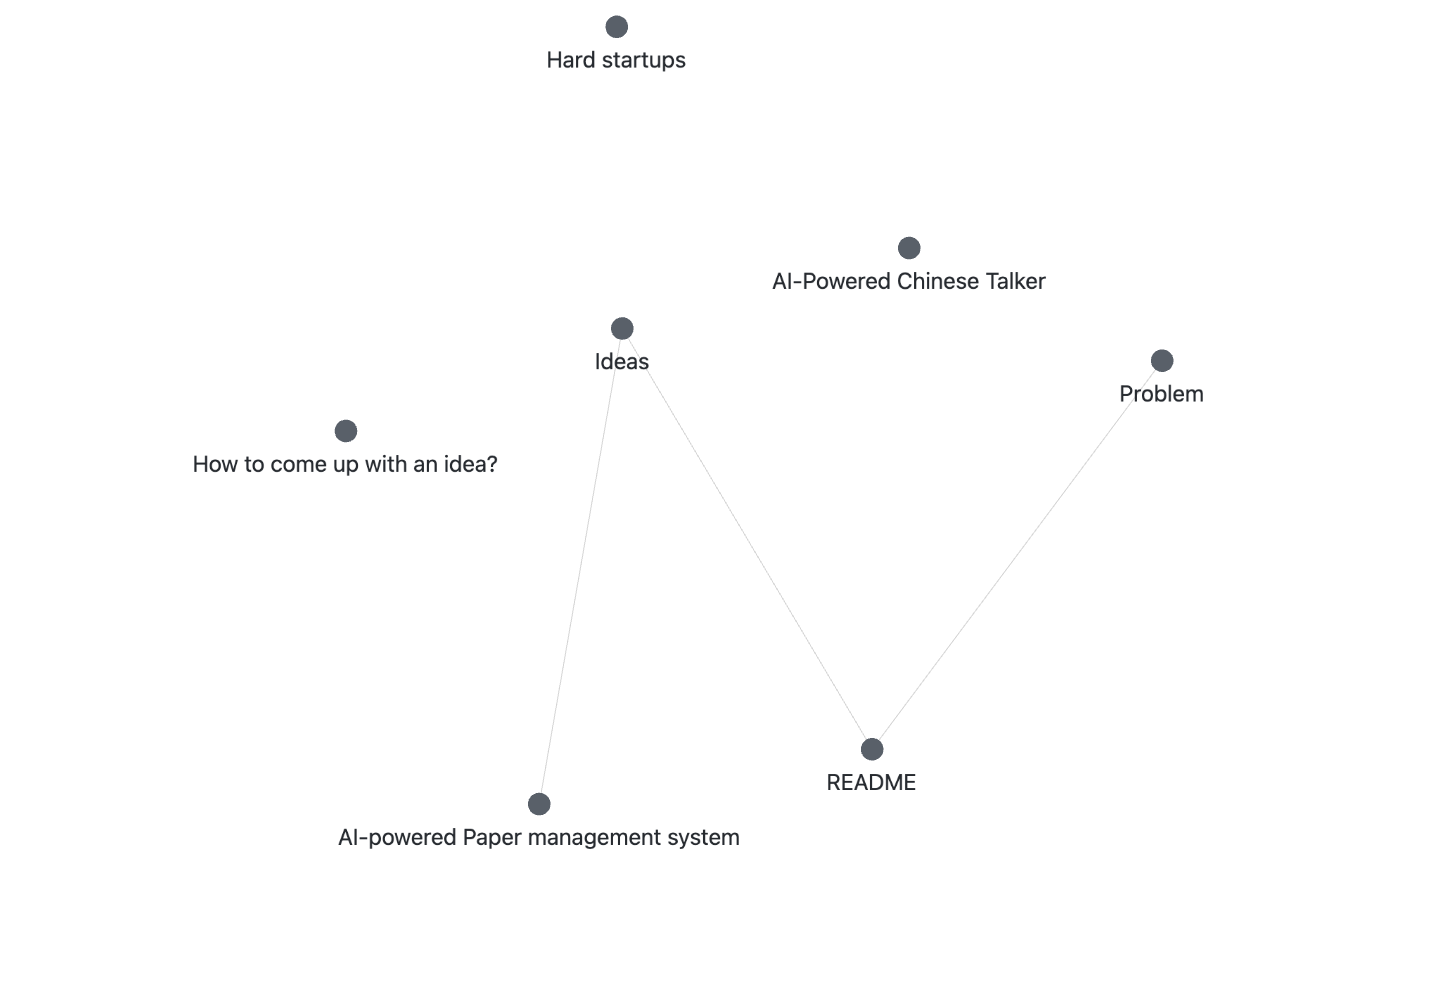 Hard startups
AI-Powered Chinese Talker
Ideas
Problem
How to come up with an idea?
README
AI-powered Paper management system